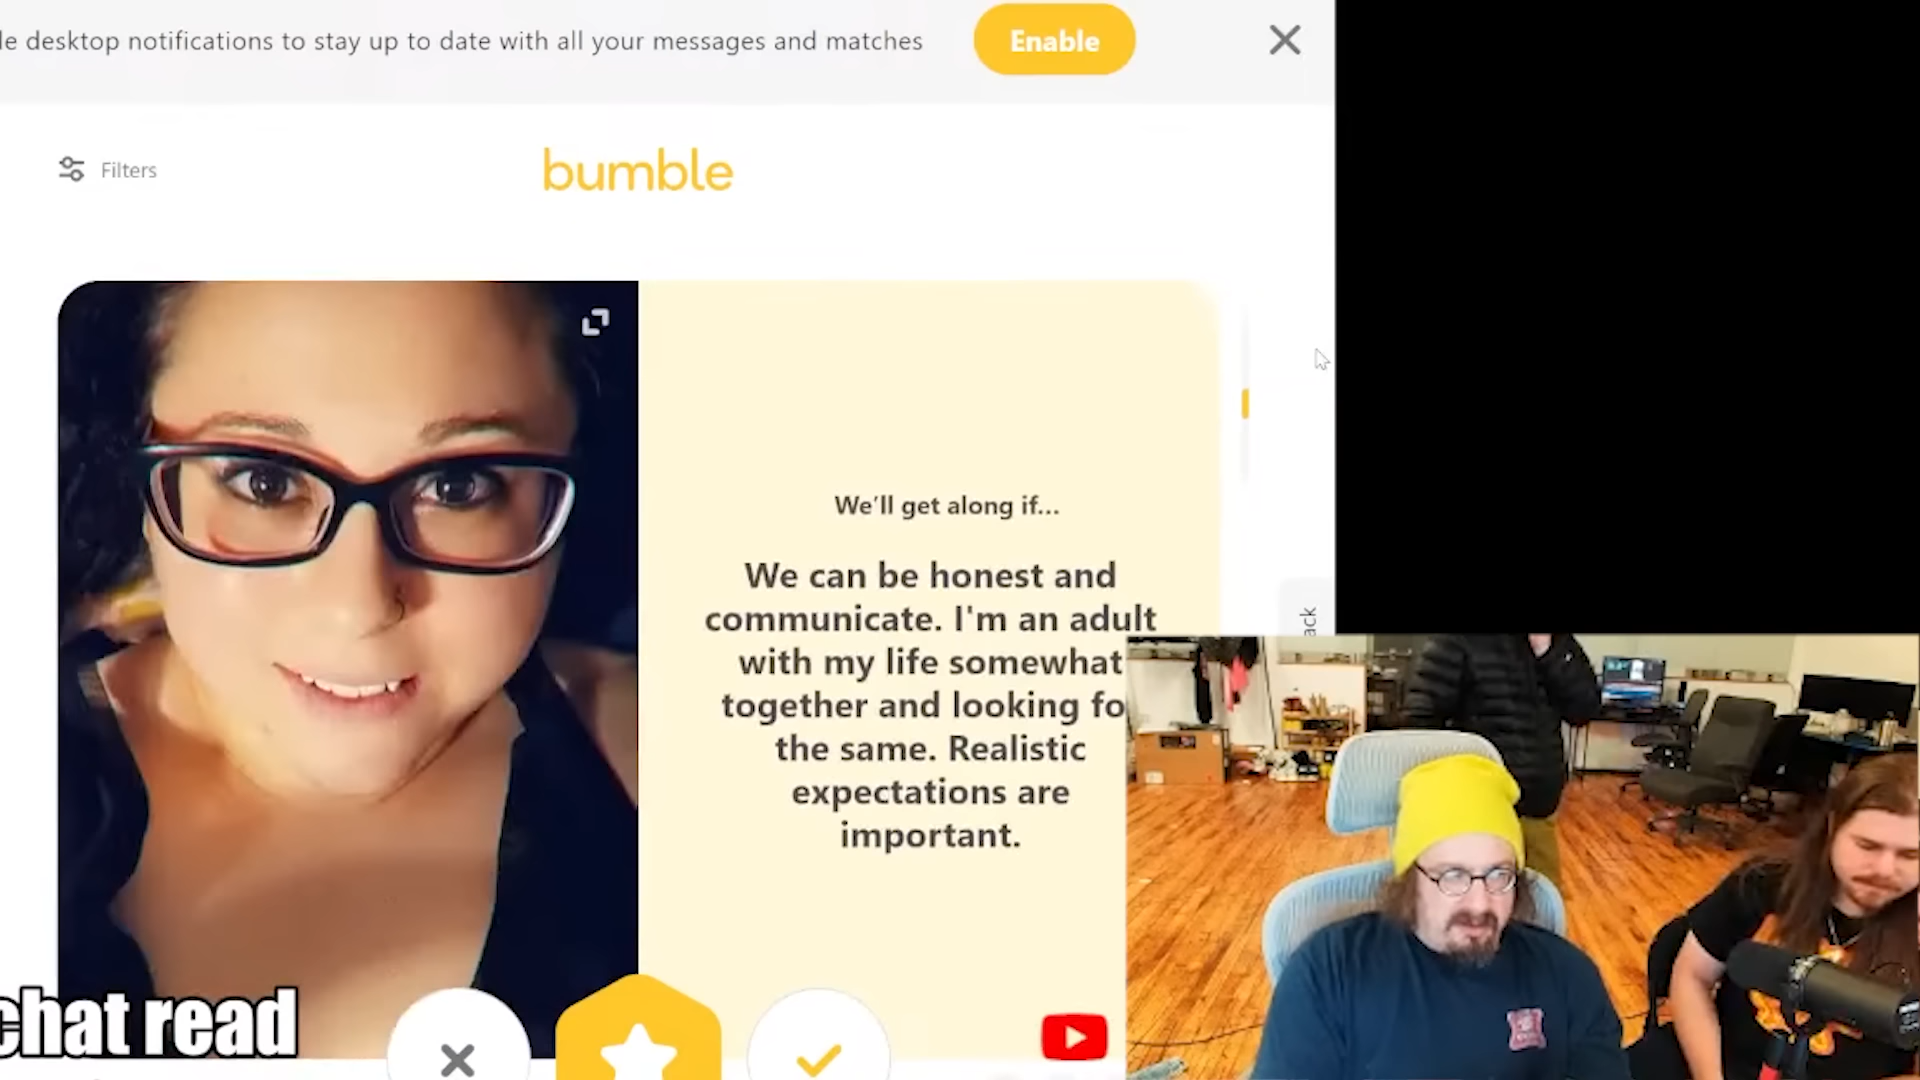 le desktop notifications to stay up to date with all your messages and matches
Enable
Filters
bumble
We'll get along if...
We can be honest and
communicate. I'm an adult
with my life somewhat
together and looking fo
the same. Realistic
expectations are
important.
ack
chat read